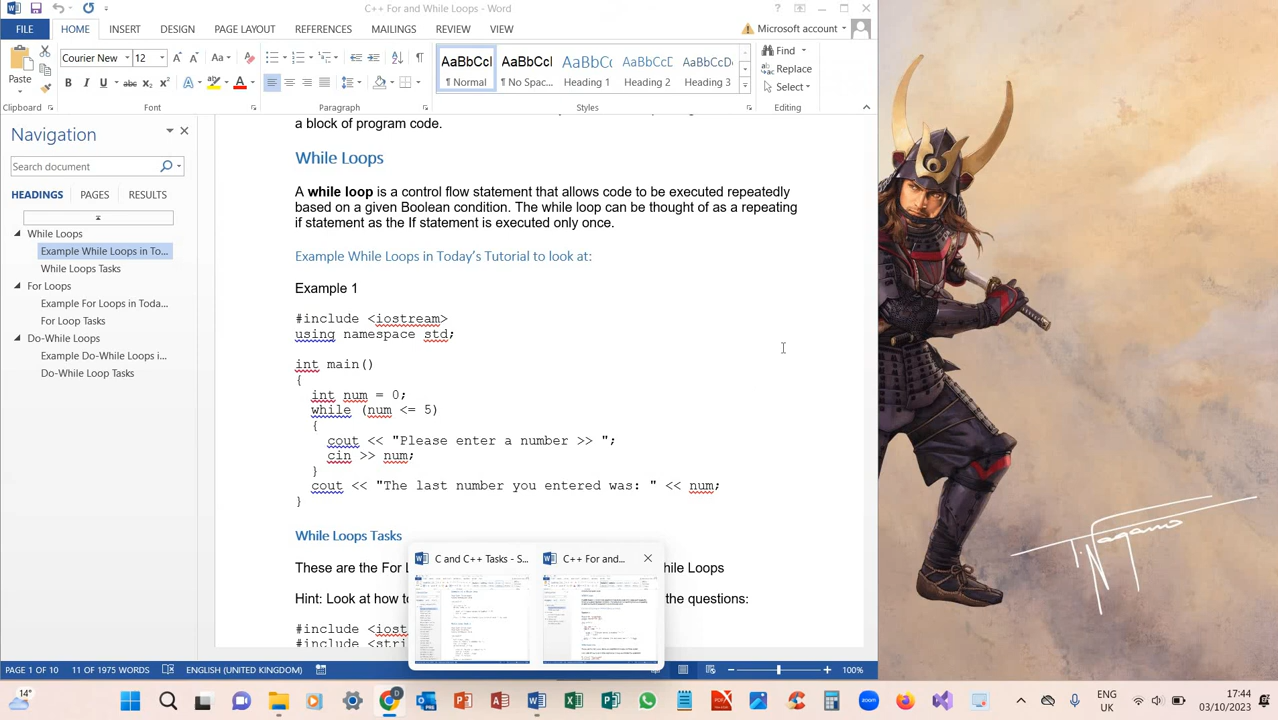 C++ For and While Loops - Word
FILE HOME INSERT DESIGN PAGE LAYOUT REFERENCES MAILINGS REVIEW VIEW
Microsoft account
Paste
Courier New 12
Clipboard Font Paragraph Styles Editing
AaBbCcI AaBbCcI AaBbCc AaBbCcD AaBbCcDc
¶ Normal ¶ No Spac... Heading 1 Heading 2 Heading 3
Find
Replace
Select
Navigation
Search document
HEADINGS PAGES RESULTS
While Loops
Example While Loops in To...
While Loops Tasks
For Loops
Example For Loops in Toda...
For Loop Tasks
Do-While Loops
Example Do-While Loops i...
Do-While Loop Tasks
a block of program code.
While Loops
A while loop is a control flow statement that allows code to be executed repeatedly
based on a given Boolean condition. The while loop can be thought of as a repeating
if statement as the If statement is executed only once.
Example While Loops in Today's Tutorial to look at:
Example 1
#include <iostream>
using namespace std;
int main()
{
int num = 0;
while (num <= 5)
{
cout << "Please enter a number >> ";
cin >> num;
}
cout << "The last number you entered was: " << num;
}
While Loops Tasks
These are the For L
hile Loops
Hint: Look at how to
the questions:
#include <ios
#include <stri
C and C++ Tasks - S...
C++ For and...
PAGE 1 OF 10 11 OF 1975 WORDS ENGLISH (UNITED KINGDOM) 100%
14°
ENG
UK
17:44
03/10/2023